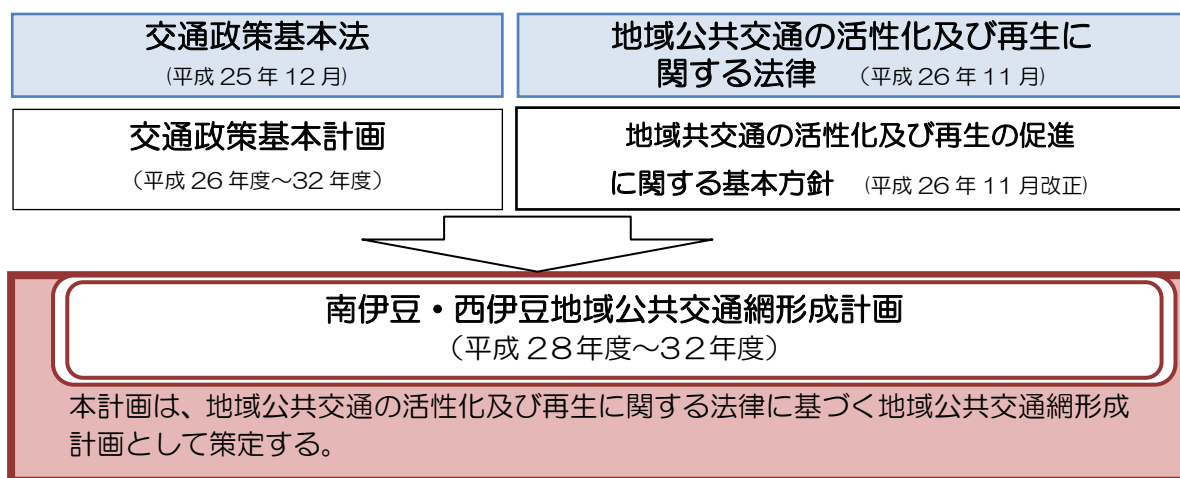 交通政策基本法
(平成25年12月)
地域公共交通の活性化及び再生に
関する法律 (平成26年11月)
交通政策基本計画
(平成26年度～32年度)
地域共交通の活性化及び再生の促進
に関する基本方針 (平成26年11月改正)
南伊豆・西伊豆地域公共交通網形成計画
(平成28年度～32年度)
本計画は、地域公共交通の活性化及び再生に関する法律に基づく地域公共交通網形成
計画として策定する。